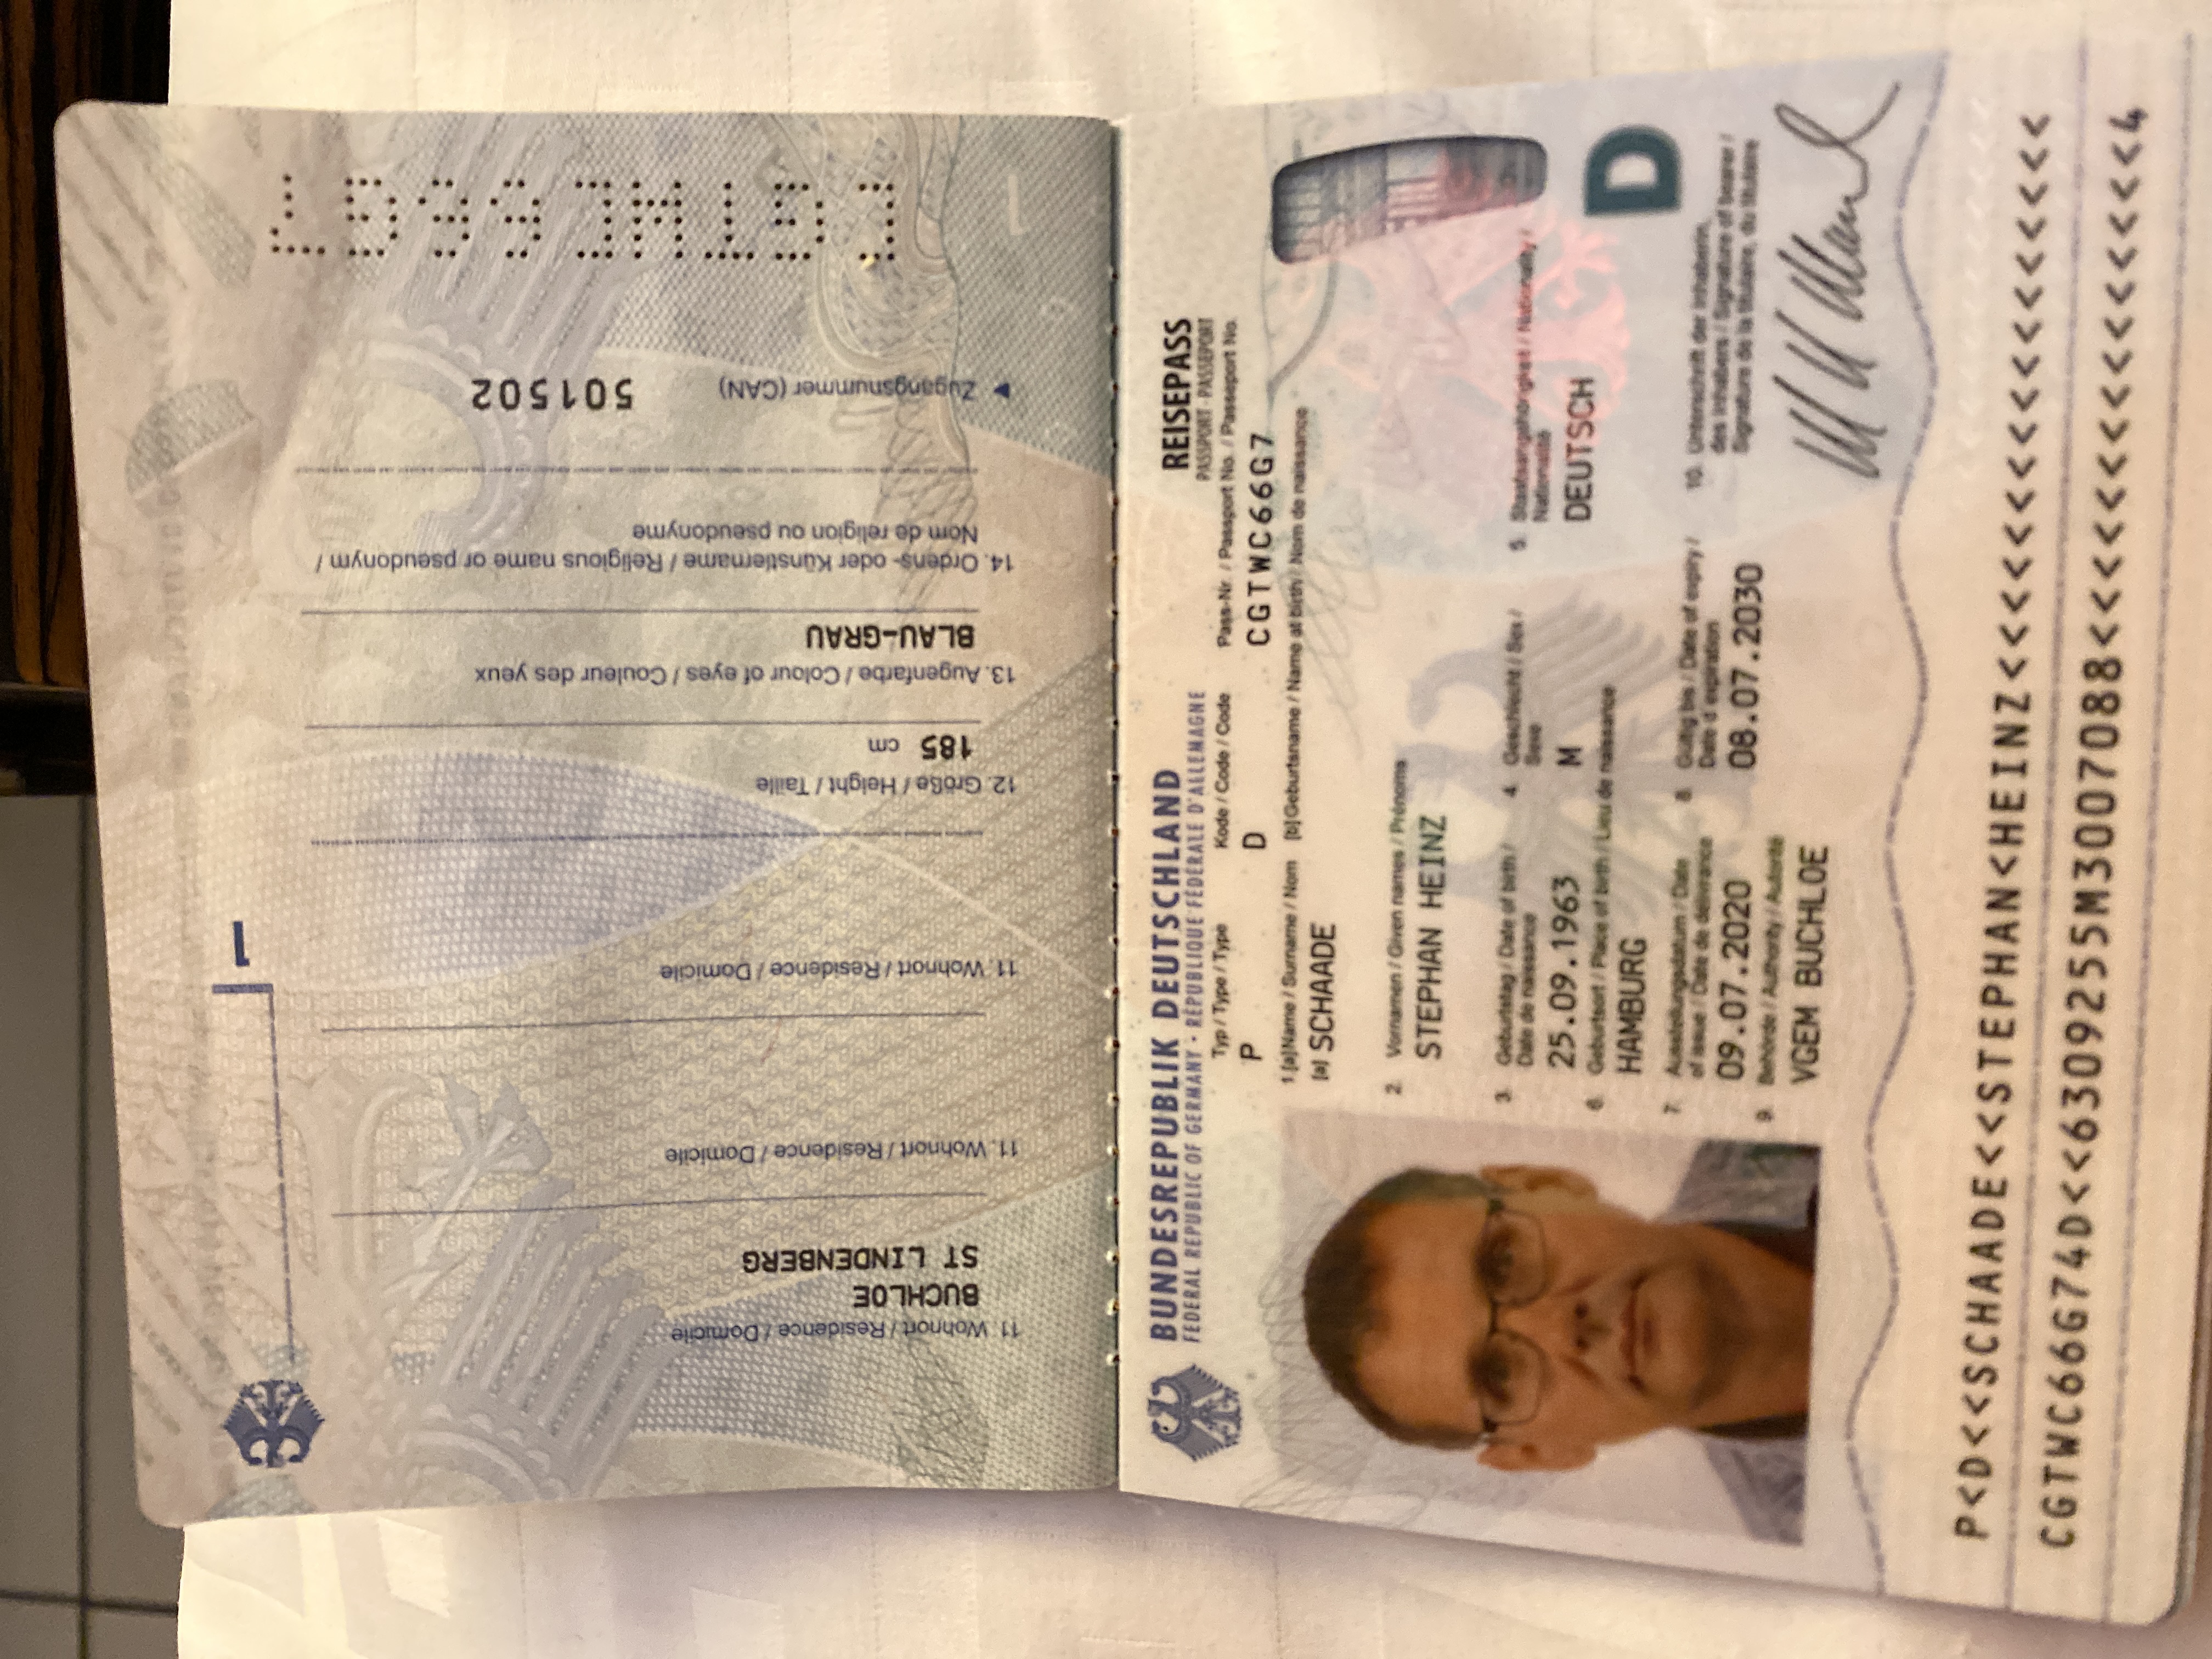 1
11 Wohnort / Residence / Domicile
BUCHLOE
ST LINDENBERG
11. Wohnort / Residence / Domicile
11. Wohnort / Residence / Domicile
12. Größe / Height / Taille
185 cm
13. Augenfarbe / Colour of eyes / Couleur des yeux
BLAU-GRAU
14. Ordens- oder Künstlername / Religious name or pseudonym /
Nom de religion ou pseudonyme
► Zugangsnummer (CAN) 501502
CGTWC66G7
BUNDESREPUBLIK DEUTSCHLAND
FEDERAL REPUBLIC OF GERMANY · RÉPUBLIQUE FÉDÉRALE D'ALLEMAGNE
REISEPASS
PASSPORT · PASSEPORT
Typ / Type / Type Kode / Code / Code Pass-Nr. / Passport No. / Passeport No.
P D CGTWC66G7
1.[a]Name / Surname / Nom [b]Geburtsname / Name at birth / Nom de naissance
[a] SCHAADE
2. Vornamen / Given names / Prénoms
STEPHAN HEINZ
3. Geburtstag / Date of birth /
Date de naissance
25.09.1963
4. Geschlecht / Sex /
Sexe
M
5. Staatsangehörigkeit / Nationality /
Nationalité
DEUTSCH
6. Geburtsort / Place of birth / Lieu de naissance
HAMBURG
D
7. Ausstellungsdatum / Date
of issue / Date de délivrance
09.07.2020
8. Gültig bis / Date of expiry /
Date d'expiration
08.07.2030
9. Behörde / Authority / Autorité
VGEM BUCHLOE
10. Unterschrift der Inhaberin,
des Inhabers / Signature of bearer /
Signature de la titulaire, du titulaire
P<D<<SCHAADE<<STEPHAN<HEINZ<<<<<<<<<<<<<<<<<
CGTWC66G74D<<6309255M3007088<<<<<<<<<<<<<<<4